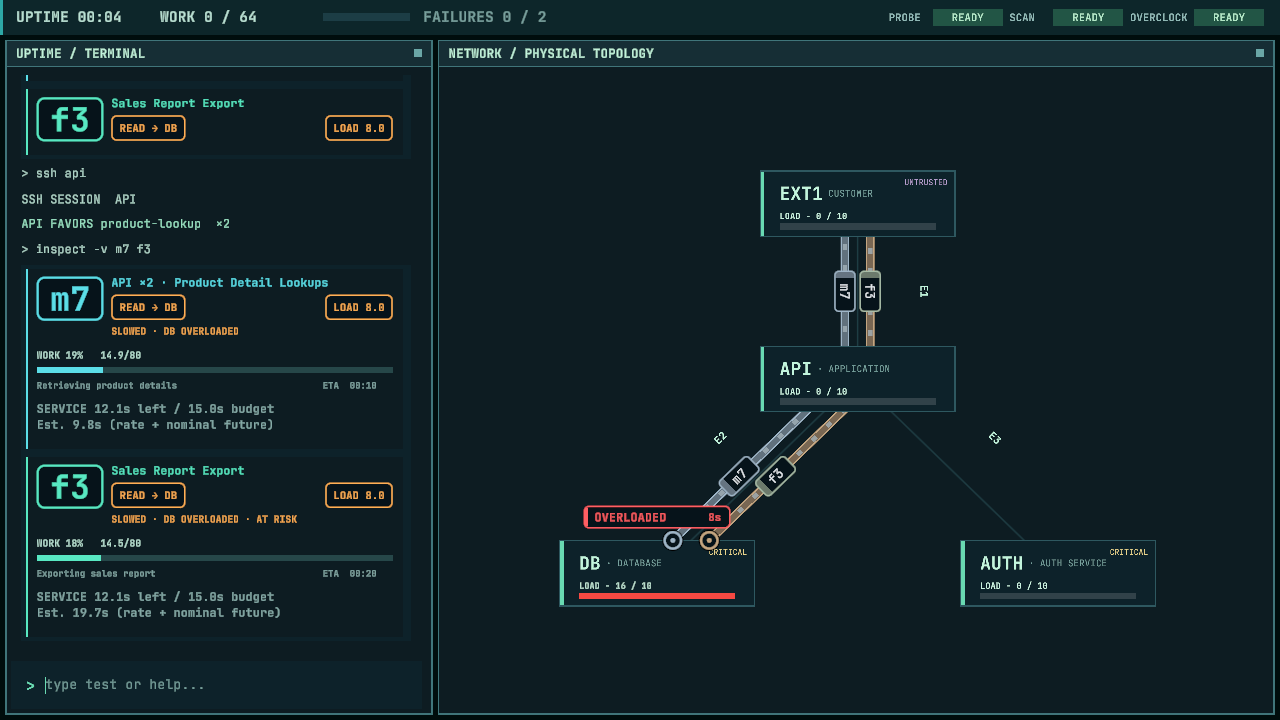 UPTIME 00:04 WORK 0 / 64 FAILURES 0 / 2 PROBE READY SCAN READY OVERCLOCK READY
UPTIME / TERMINAL
f3 Sales Report Export
READ → DB LOAD 8.0
> ssh api
SSH SESSION API
API FAVORS product-lookup ×2
> inspect -v m7 f3
m7 API ×2 · Product Detail Lookups
READ → DB LOAD 8.0
SLOWED · DB OVERLOADED
WORK 19% 14.9/80
Retrieving product details ETA 00:10
SERVICE 12.1s left / 15.0s budget
Est. 9.8s (rate + nominal future)
f3 Sales Report Export
READ → DB LOAD 8.0
SLOWED · DB OVERLOADED · AT RISK
WORK 18% 14.5/80
Exporting sales report ETA 00:20
SERVICE 12.1s left / 15.0s budget
Est. 19.7s (rate + nominal future)
> type test or help...
NETWORK / PHYSICAL TOPOLOGY
UNTRUSTED
EXT1 CUSTOMER
LOAD - 0 / 10
m7 f3 E1
API · APPLICATION
LOAD - 0 / 10
E2 E3
m7 f3
OVERLOADED 8s
CRITICAL
DB · DATABASE
LOAD - 16 / 10
CRITICAL
AUTH · AUTH SERVICE
LOAD - 0 / 10